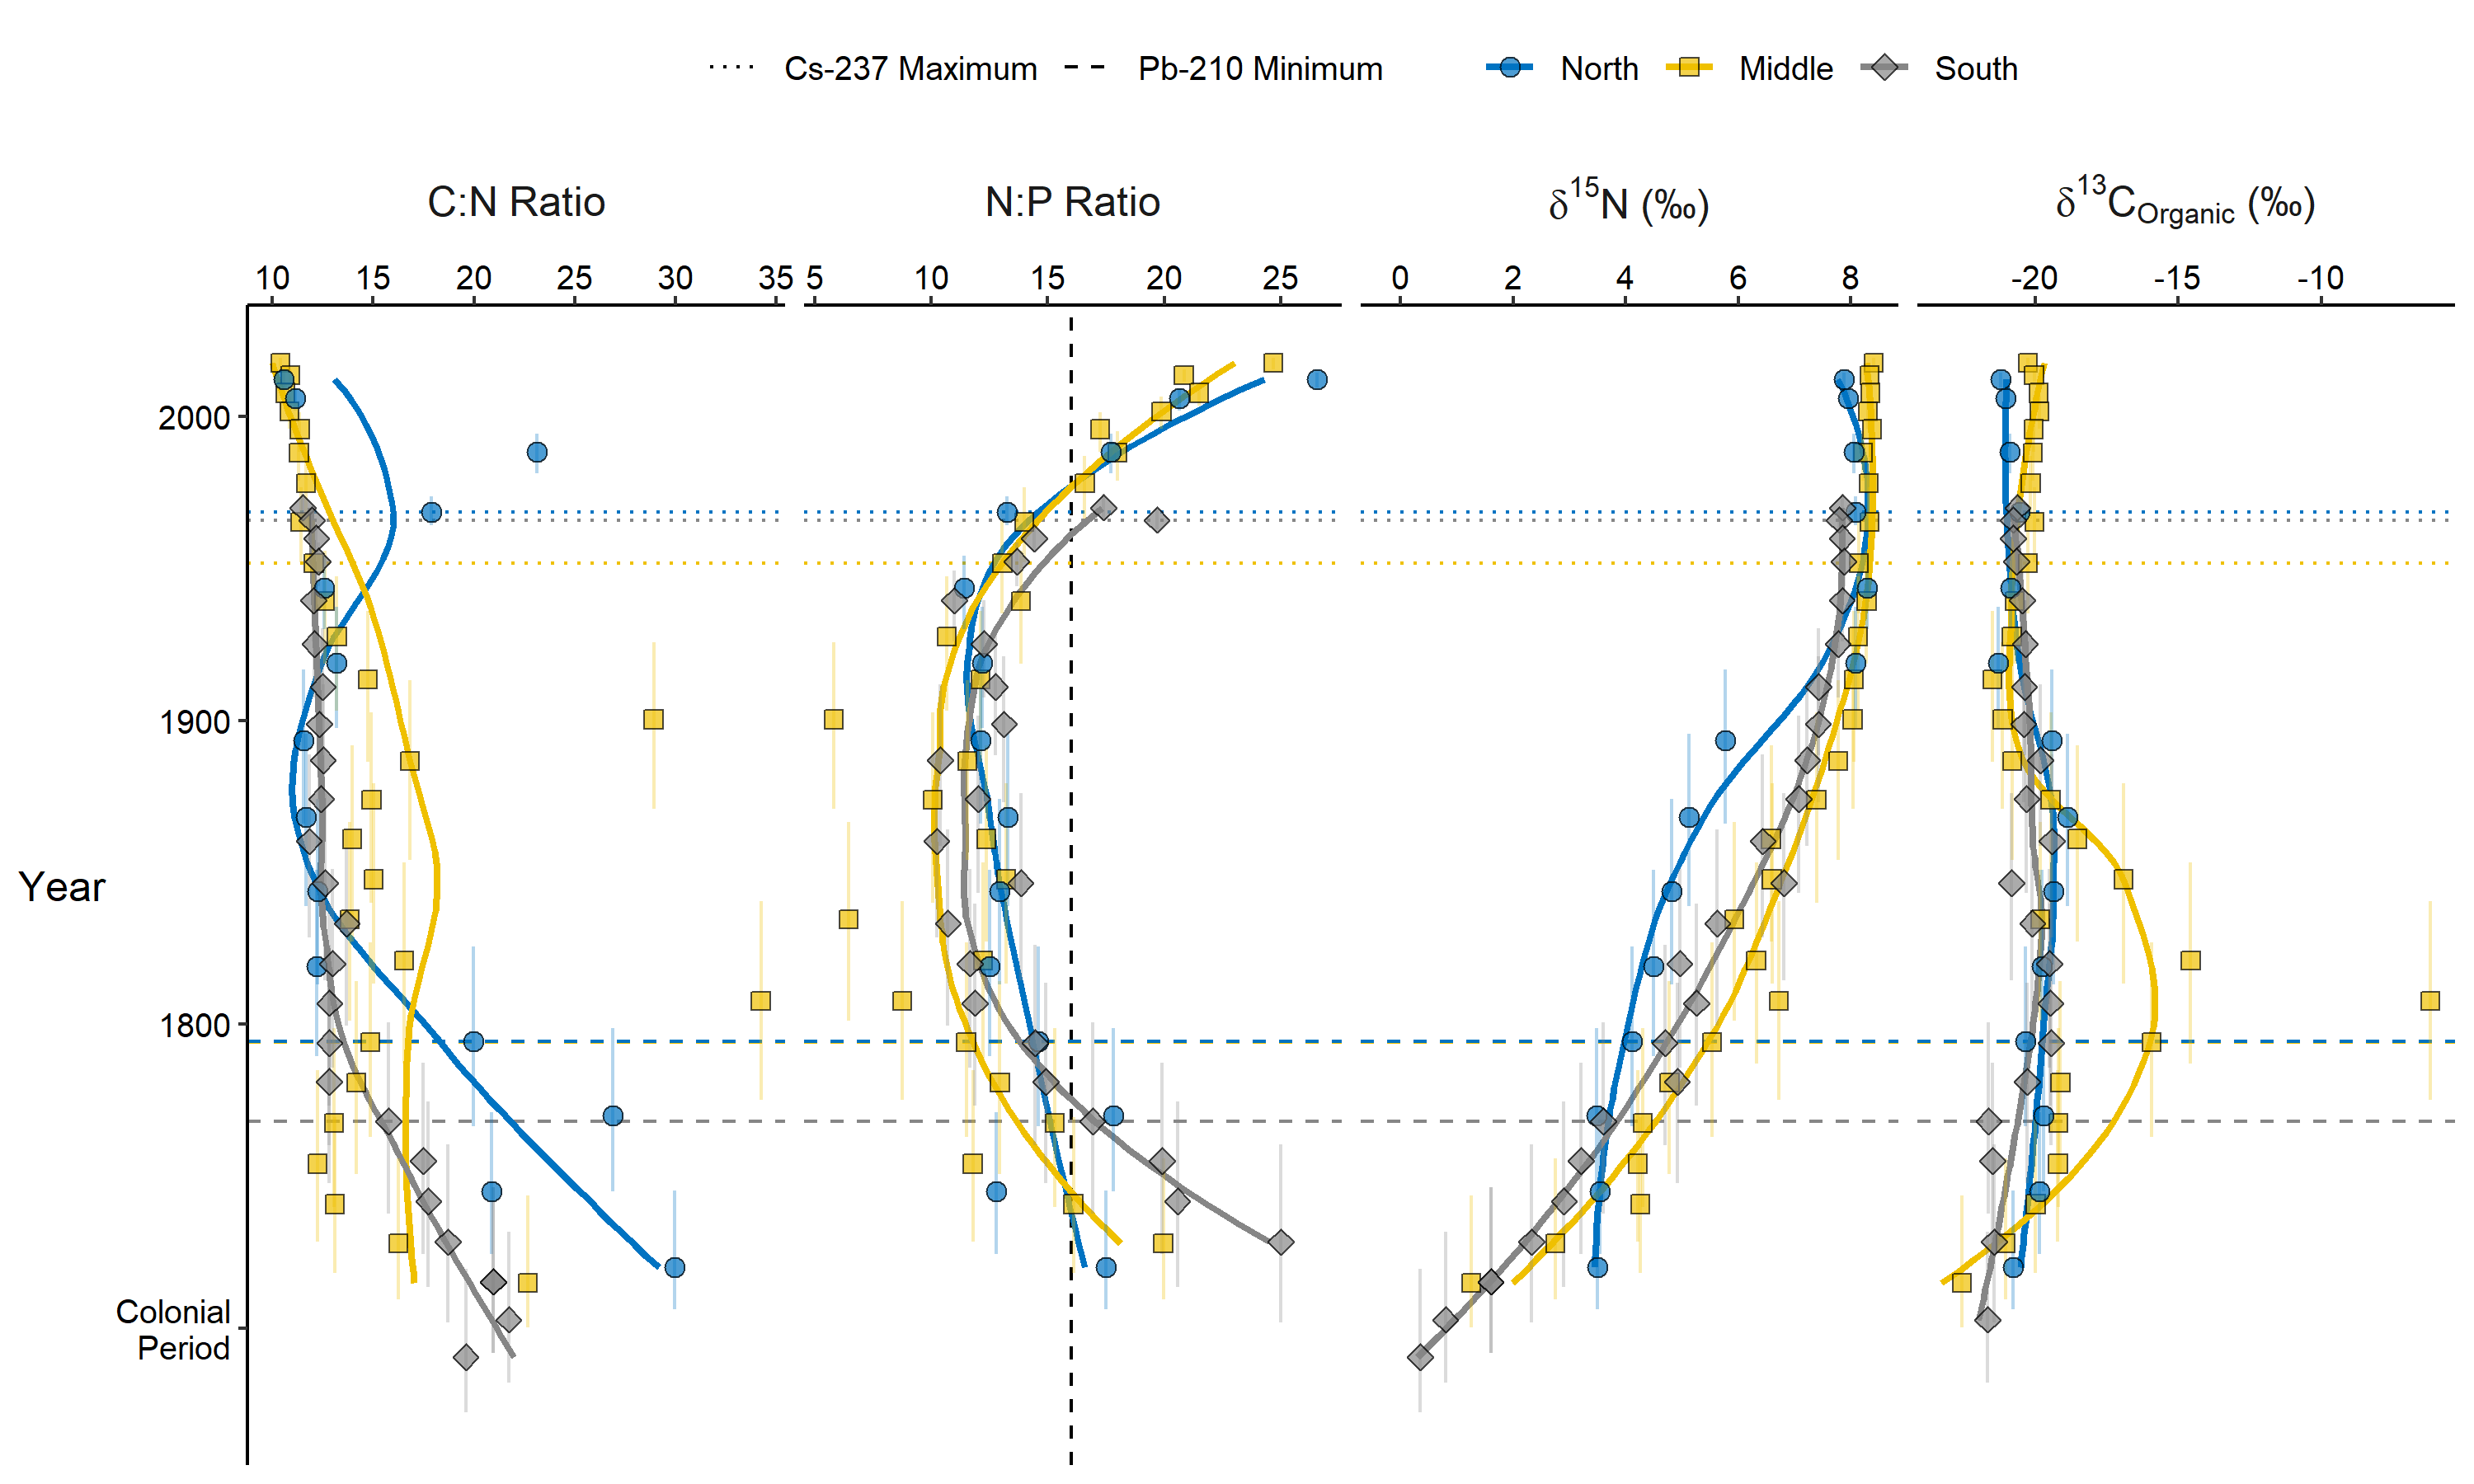 Cs-237 Maximum Pb-210 Minimum North Middle South
C:N Ratio N:P Ratio δ15N (‰) δ13COrganic (‰)
10 15 20 25 30 35 5 10 15 20 25 0 2 4 6 8 -20 -15 -10
2000
1900
Year
1800
Colonial
Period